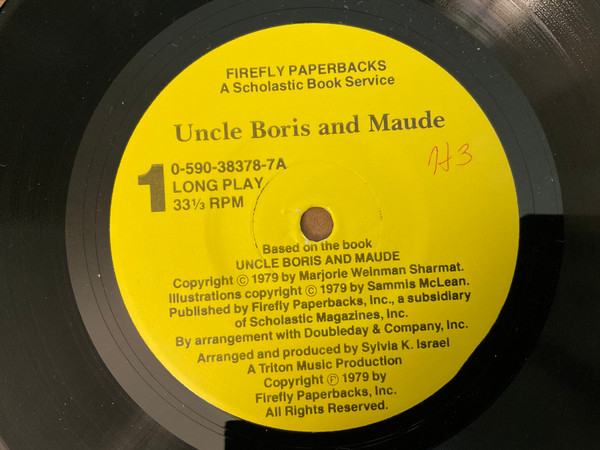 FIREFLY PAPERBACKS
A Scholastic Book Service
Uncle Boris and Maude
H3
1
0-590-38378-7A
LONG PLAY
33⅓ RPM
Based on the book
UNCLE BORIS AND MAUDE
Copyright © 1979 by Marjorie Weinman Sharmat.
Illustrations copyright © 1979 by Sammis McLean.
Published by Firefly Paperbacks, Inc., a subsidiary
of Scholastic Magazines, Inc.
By arrangement with Doubleday & Company, Inc.
Arranged and produced by Sylvia K. Israel
A Triton Music Production
Copyright ℗ 1979 by
Firefly Paperbacks, Inc.
All Rights Reserved.